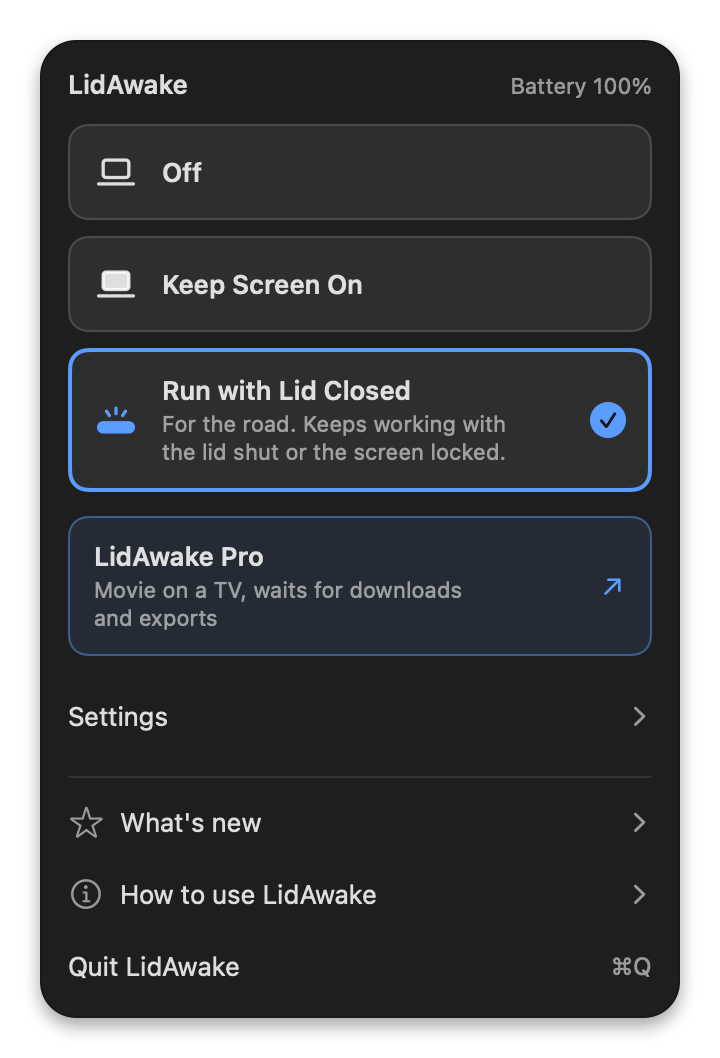 LidAwake
Battery 100%
Off
Keep Screen On
Run with Lid Closed
For the road. Keeps working with
the lid shut or the screen locked.
LidAwake Pro
Movie on a TV, waits for downloads
and exports
Settings
What's new
How to use LidAwake
Quit LidAwake
⌘Q